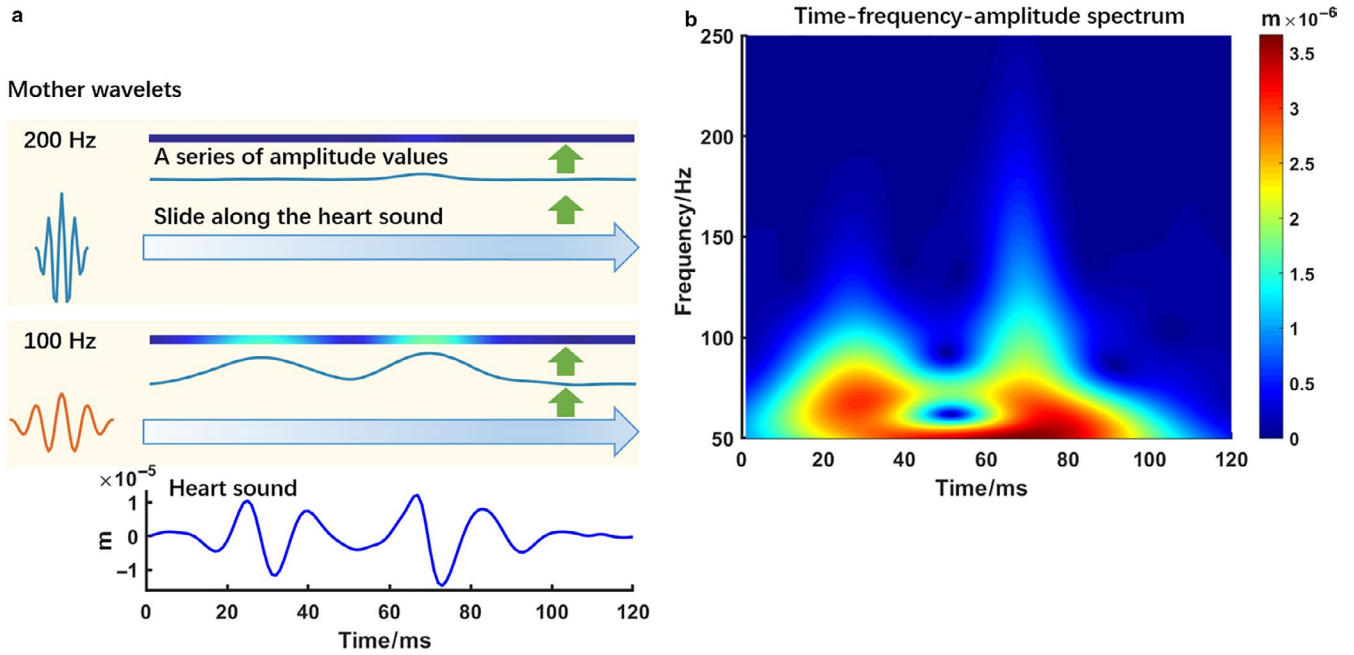 a
Mother wavelets
200 Hz
A series of amplitude values
Slide along the heart sound
100 Hz
×10⁻⁵
Heart sound
1
0
−1
m
0 20 40 60 80 100 120
Time/ms
b
Time-frequency-amplitude spectrum
m×10⁻⁶
250
200
150
100
50
Frequency/Hz
0 20 40 60 80 100 120
Time/ms
3.5
3
2.5
2
1.5
1
0.5
0